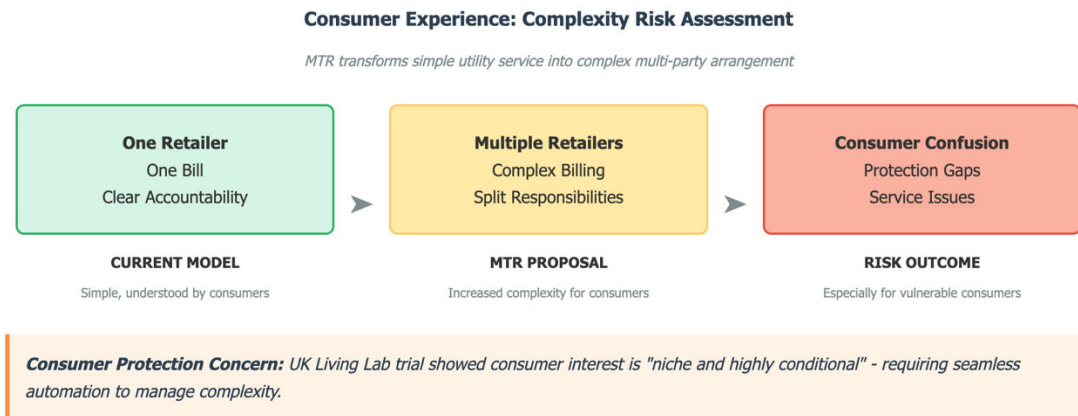 Consumer Experience: Complexity Risk Assessment
MTR transforms simple utility service into complex multi-party arrangement
One Retailer
One Bill
Clear Accountability
Multiple Retailers
Complex Billing
Split Responsibilities
Consumer Confusion
Protection Gaps
Service Issues
CURRENT MODEL
Simple, understood by consumers
MTR PROPOSAL
Increased complexity for consumers
RISK OUTCOME
Especially for vulnerable consumers
Consumer Protection Concern: UK Living Lab trial showed consumer interest is "niche and highly conditional" - requiring seamless
automation to manage complexity.